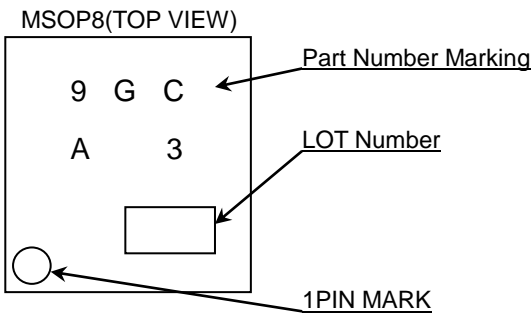 MSOP8(TOP VIEW)
Part Number Marking
9 G C
A 3
LOT Number
1PIN MARK